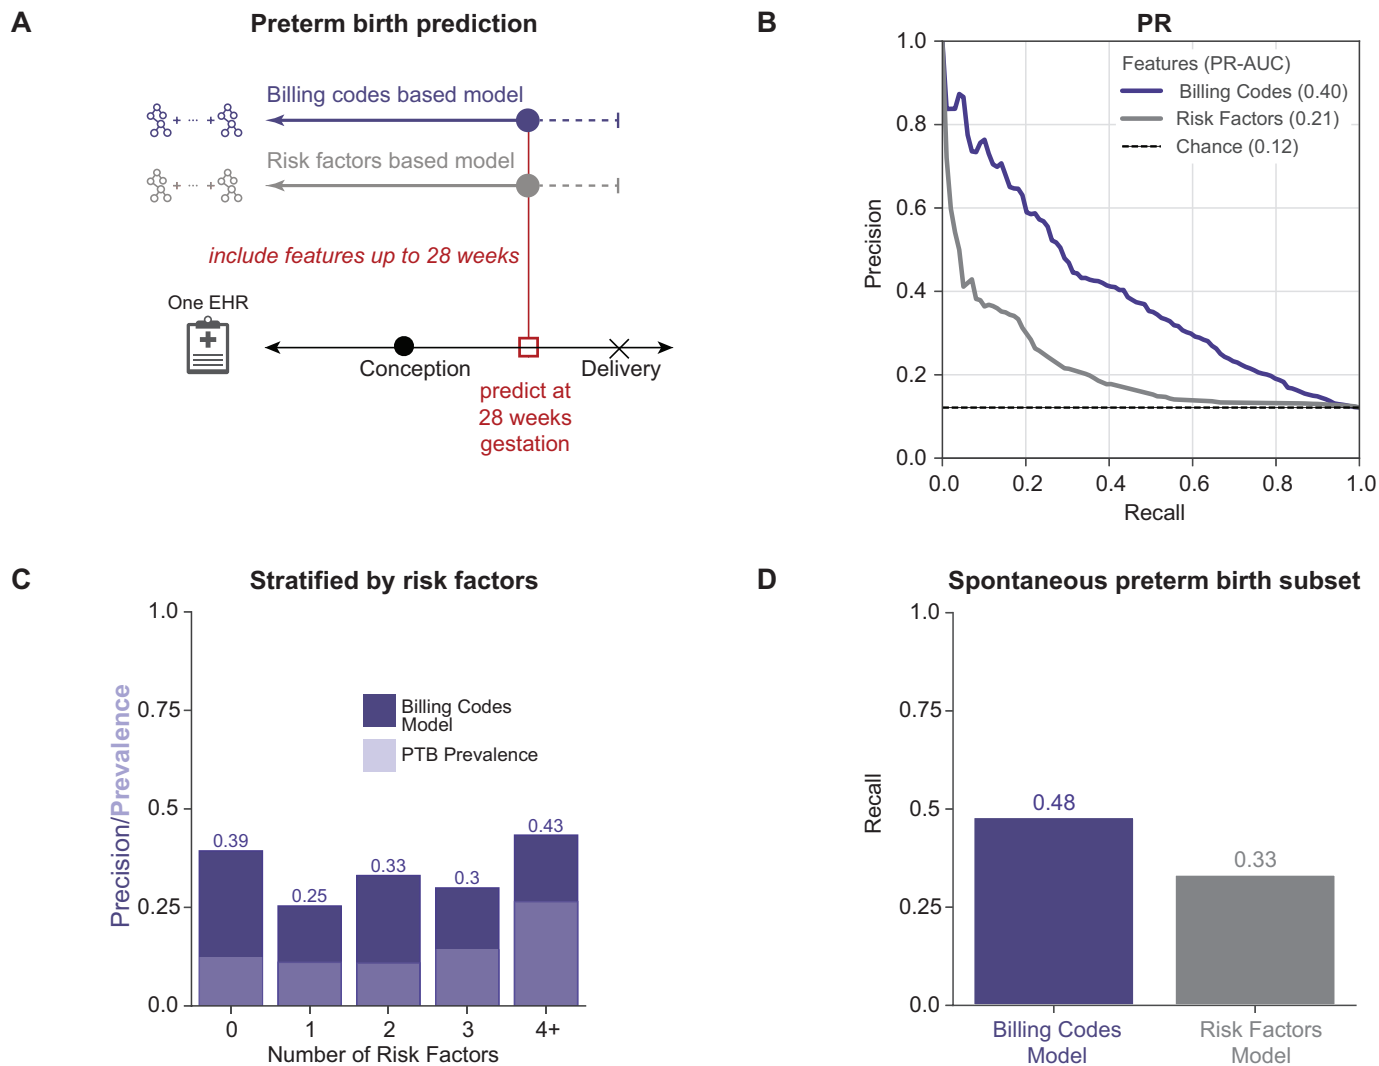 A
Preterm birth prediction
Billing codes based model
+ ... +
Risk factors based model
+ ... +
include features up to 28 weeks
One EHR
Conception
Delivery
predict at
28 weeks
gestation
B
PR
1.0
0.8
0.6
0.4
0.2
0.0
Precision
Features (PR-AUC)
Billing Codes (0.40)
Risk Factors (0.21)
Chance (0.12)
0.0 0.2 0.4 0.6 0.8 1.0
Recall
C
Stratified by risk factors
1.0
0.75
0.5
0.25
0.0
Precision/Prevalence
Billing Codes
Model
PTB Prevalence
0.39
0.25
0.33
0.3
0.43
0 1 2 3 4+
Number of Risk Factors
D
Spontaneous preterm birth subset
1.0
0.75
0.5
0.25
0.0
Recall
0.48
0.33
Billing Codes
Model
Risk Factors
Model